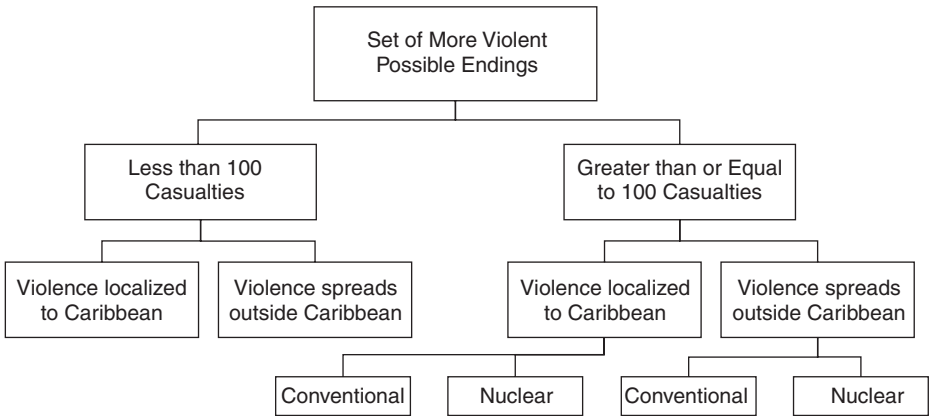 Set of More Violent
Possible Endings
Less than 100
Casualties
Greater than or Equal
to 100 Casualties
Violence localized
to Caribbean
Violence spreads
outside Caribbean
Violence localized
to Caribbean
Violence spreads
outside Caribbean
Conventional
Nuclear
Conventional
Nuclear